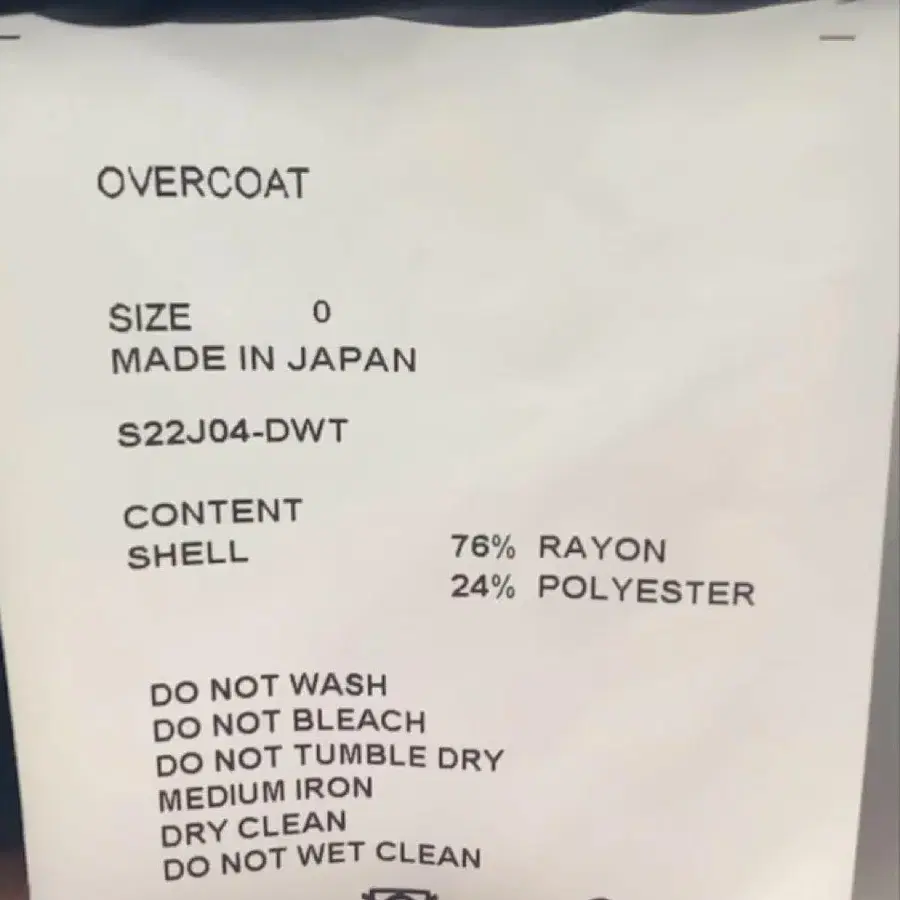 OVERCOAT
SIZE 0
MADE IN JAPAN
S22J04-DWT
CONTENT
SHELL 76% RAYON
24% POLYESTER
DO NOT WASH
DO NOT BLEACH
DO NOT TUMBLE DRY
MEDIUM IRON
DRY CLEAN
DO NOT WET CLEAN